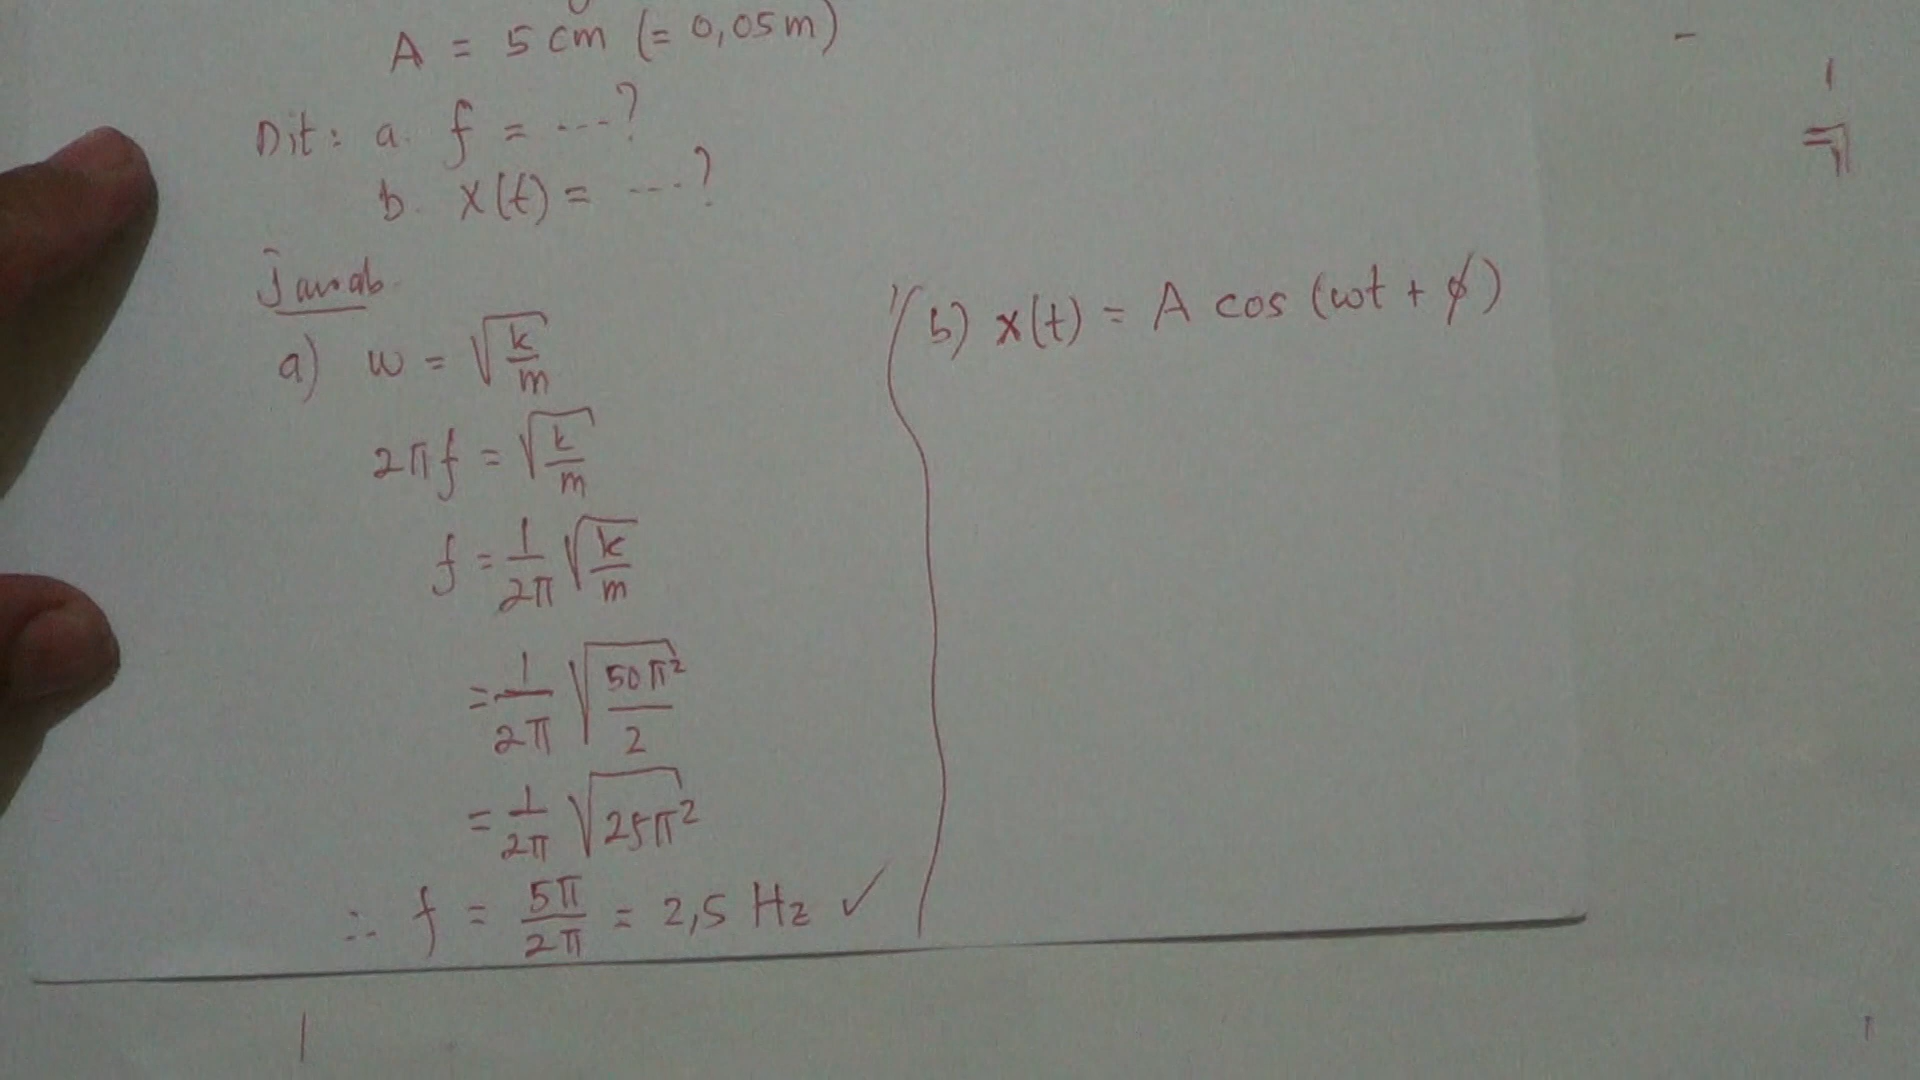 A = 5 cm (= 0,05 m)
Dit : a. f = ....?
b. x(t) = ....?
Jawab
a) ω = √(k/m)
2πf = √(k/m)
f = 1/2π √(k/m)
= 1/2π √(50π²/2)
= 1/2π √(25π²)
∴ f = 5π/2π = 2,5 Hz ✓
b) x(t) = A cos (ωt + ϕ)